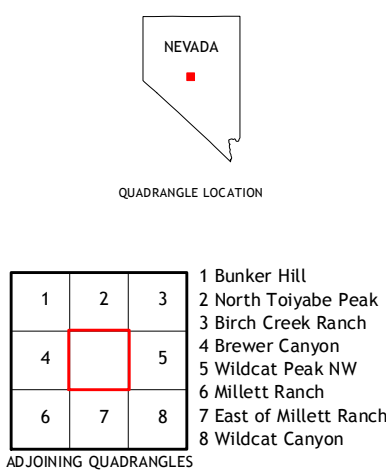 NEVADA
QUADRANGLE LOCATION
1 2 3
4 5
6 7 8
1 Bunker Hill
2 North Toiyabe Peak
3 Birch Creek Ranch
4 Brewer Canyon
5 Wildcat Peak NW
6 Millett Ranch
7 East of Millett Ranch
8 Wildcat Canyon
ADJOINING QUADRANGLES